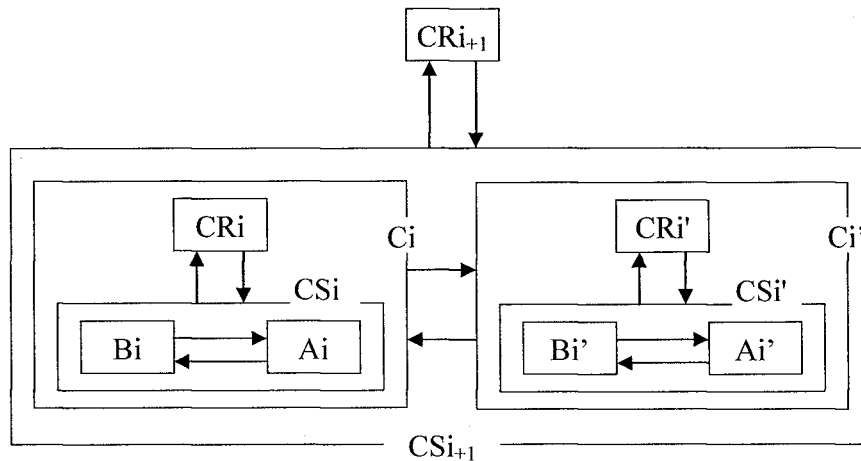 CRi+1
CRi
Ci
CRi'
Ci’
CSi
CSi'
Bi
Ai
Bi’
Ai’
CSi+1